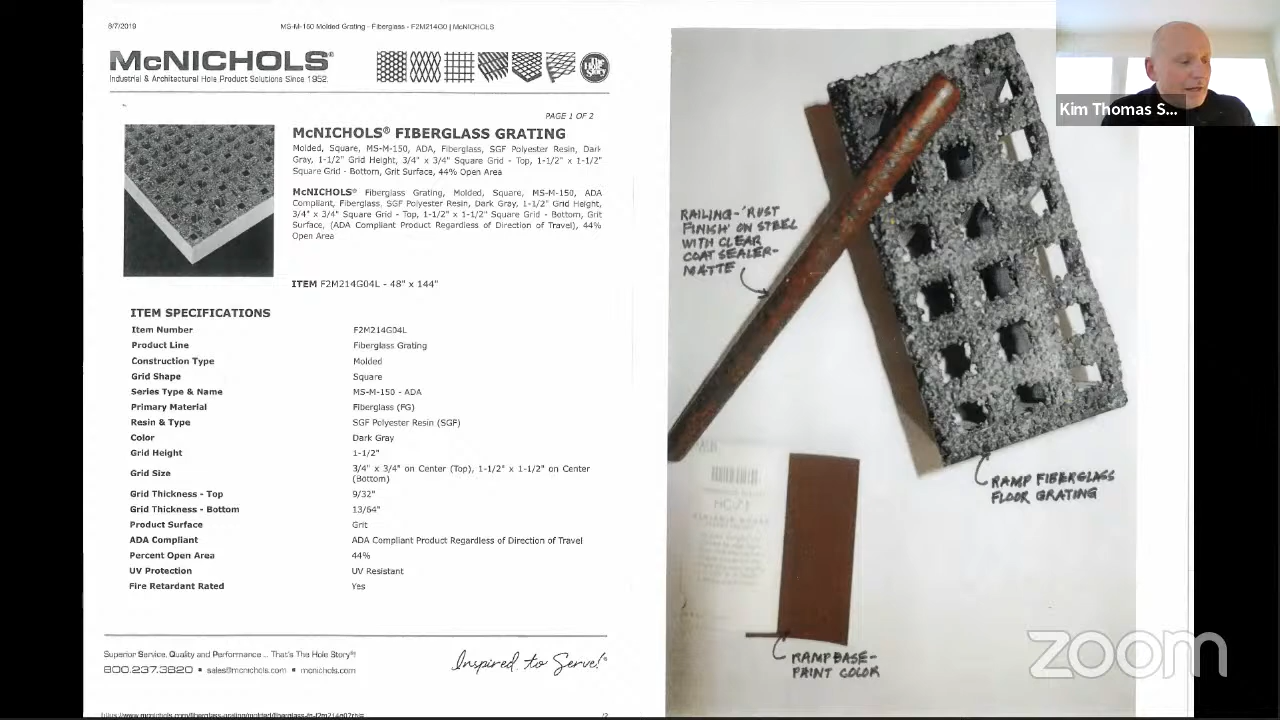 6/7/2019
MS-M-150 Molded Grating - Fiberglass - F2M214G0 | McNICHOLS
McNICHOLS®
Industrial & Architectural Hole Product Solutions Since 1952.
PAGE 1 OF 2
McNICHOLS® FIBERGLASS GRATING
Molded, Square, MS-M-150, ADA, Fiberglass, SGF Polyester Resin, Dark
Gray, 1-1/2" Grid Height, 3/4" x 3/4" Square Grid - Top, 1-1/2" x 1-1/2"
Square Grid - Bottom, Grit Surface, 44% Open Area
McNICHOLS® Fiberglass Grating, Molded, Square, MS-M-150, ADA
Compliant, Fiberglass, SGF Polyester Resin, Dark Gray, 1-1/2" Grid Height,
3/4" x 3/4" Square Grid - Top, 1-1/2" x 1-1/2" Square Grid - Bottom, Grit
Surface, (ADA Compliant Product Regardless of Direction of Travel), 44%
Open Area
ITEM F2M214G04L - 48" x 144"
ITEM SPECIFICATIONS
Item Number F2M214G04L
Product Line Fiberglass Grating
Construction Type Molded
Grid Shape Square
Series Type & Name MS-M-150 - ADA
Primary Material Fiberglass (FG)
Resin & Type SGF Polyester Resin (SGF)
Color Dark Gray
Grid Height 1-1/2"
Grid Size 3/4" x 3/4" on Center (Top), 1-1/2" x 1-1/2" on Center
(Bottom)
Grid Thickness - Top 9/32"
Grid Thickness - Bottom 13/64"
Product Surface Grit
ADA Compliant ADA Compliant Product Regardless of Direction of Travel
Percent Open Area 44%
UV Protection UV Resistant
Fire Retardant Rated Yes
Superior Service, Quality and Performance... That's The Hole Story®!
800.237.3820 ▪ sales@mcnichols.com ▪ mcnichols.com
Inspired to Serve!®
RAILING - 'RUST
FINISH' ON STEEL
WITH CLEAR
COAT SEALER-
MATTE
RAMP FIBERGLASS
FLOOR GRATING
RAMP BASE-
PAINT COLOR
Kim Thomas S...
zoom